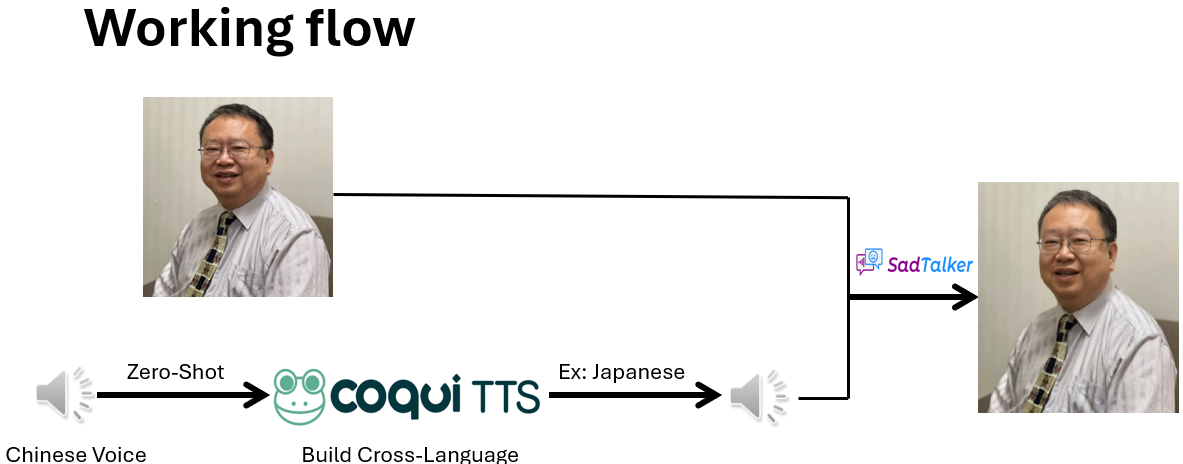 Working flow
SadTalker
Zero-Shot
coqui TTS
Ex: Japanese
Chinese Voice
Build Cross-Language